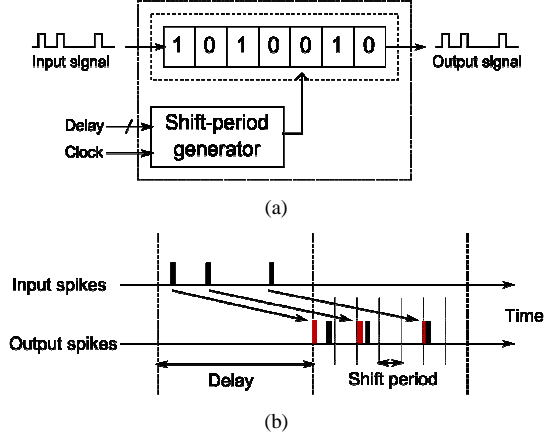 1 0 1 0 0 1 0
Input signal
Output signal
Delay
Clock
Shift-period
generator
(a)
Input spikes
Time
Output spikes
Delay
Shift period
(b)